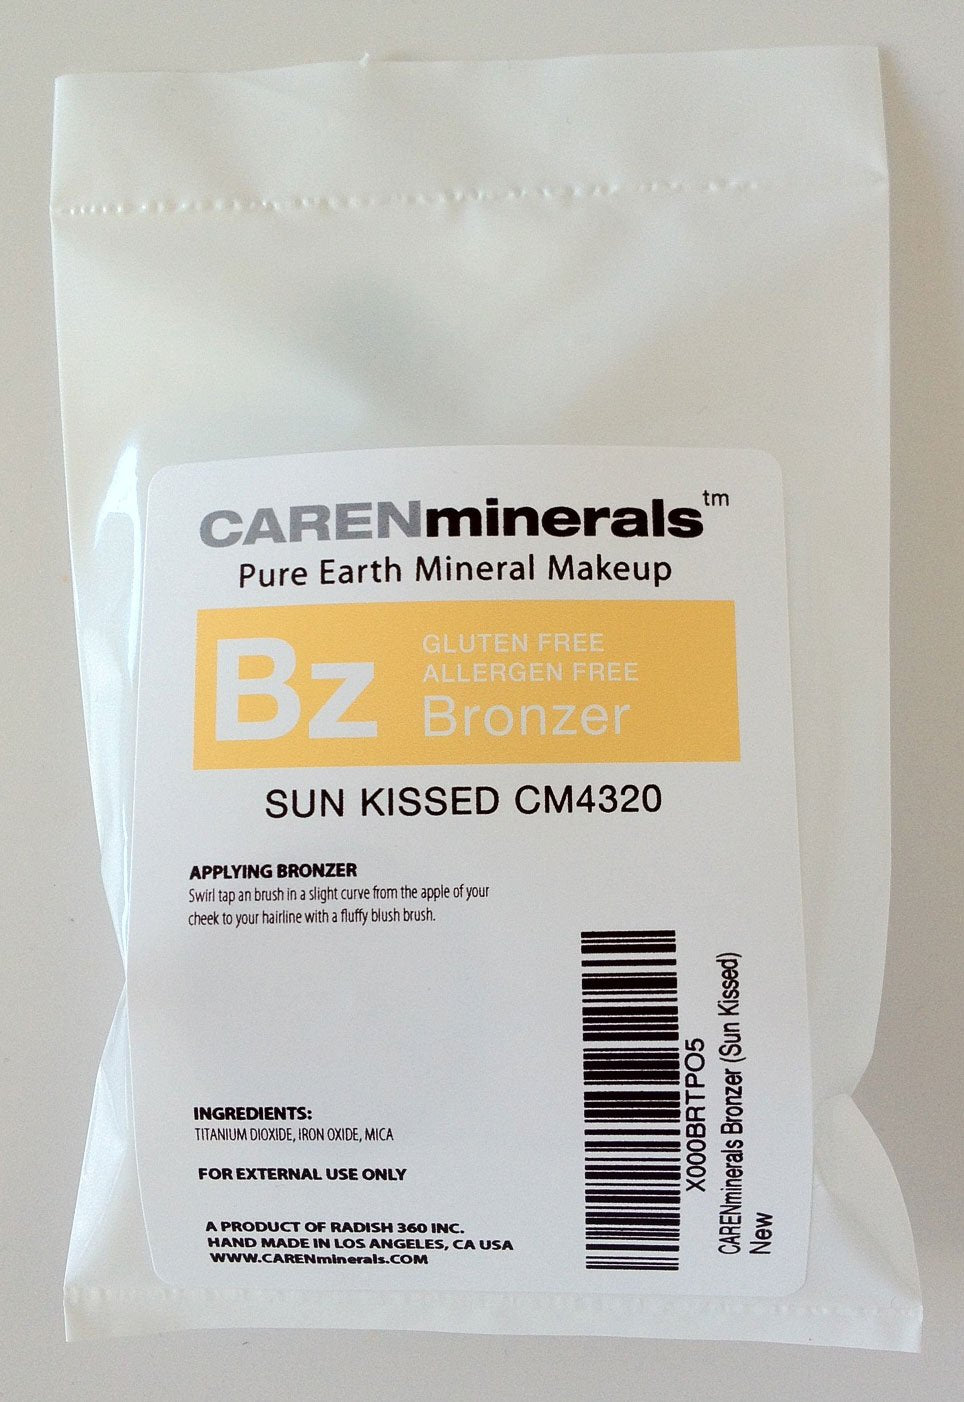 CARENminerals™
Pure Earth Mineral Makeup
Bz
GLUTEN FREE
ALLERGEN FREE
Bronzer
SUN KISSED CM4320
APPLYING BRONZER
Swirl tap an brush in a slight curve from the apple of your
cheek to your hairline with a fluffy blush brush.
INGREDIENTS:
TITANIUM DIOXIDE, IRON OXIDE, MICA
FOR EXTERNAL USE ONLY
A PRODUCT OF RADISH 360 INC.
HAND MADE IN LOS ANGELES, CA USA
WWW.CARENminerals.COM
X000BRTPO5
CARENminerals Bronzer (Sun Kissed)
New